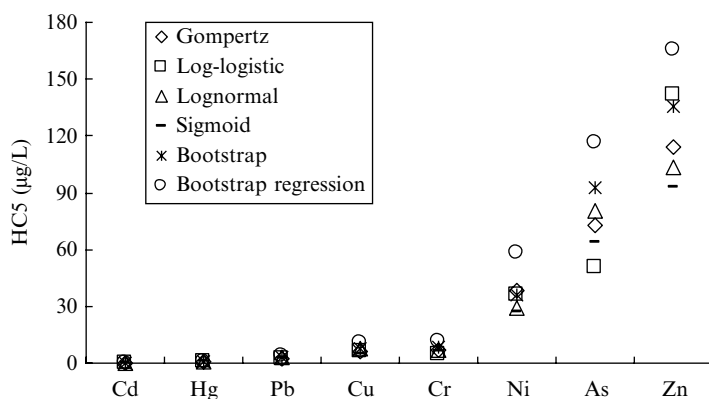 180
150
120
90
60
30
0
HC5 (μg/L)
Gompertz
Log-logistic
Lognormal
Sigmoid
Bootstrap
Bootstrap regression
Cd Hg Pb Cu Cr Ni As Zn